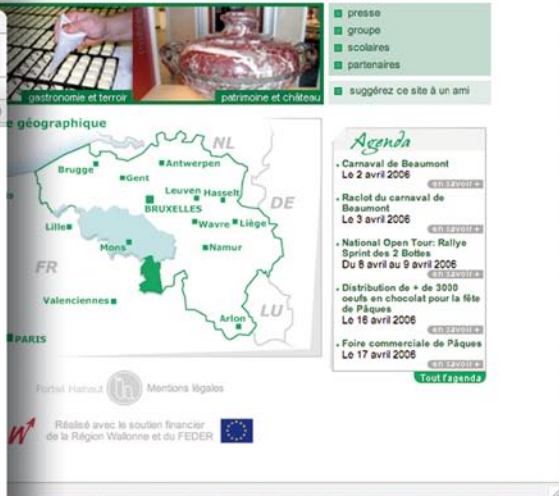 gastronomie et terroir
patrimoine et château
presse
groupe
scolaires
partenaires
suggérez ce site à un ami
e géographique
NL
Brugge
Antwerpen
Gent
Leuven
Hasselt
BRUXELLES
DE
Lille
Wavre
Liège
Mons
Namur
FR
Valenciennes
LU
Arlon
PARIS
Agenda
Carnaval de Beaumont
Le 2 avril 2006
en savoir +
Raclot du carnaval de
Beaumont
Le 3 avril 2006
en savoir +
National Open Tour: Rallye
Sprint des 2 Bottes
Du 8 avril au 9 avril 2006
en savoir +
Distribution de + de 3000
oeufs en chocolat pour la fête
de Pâques
Le 16 avril 2006
en savoir +
Foire commerciale de Pâques
Le 17 avril 2006
en savoir +
Tout l'agenda
Portail Hainaut
Mentions légales
Réalisé avec le soutien financier
de la Région Wallonne et du FEDER